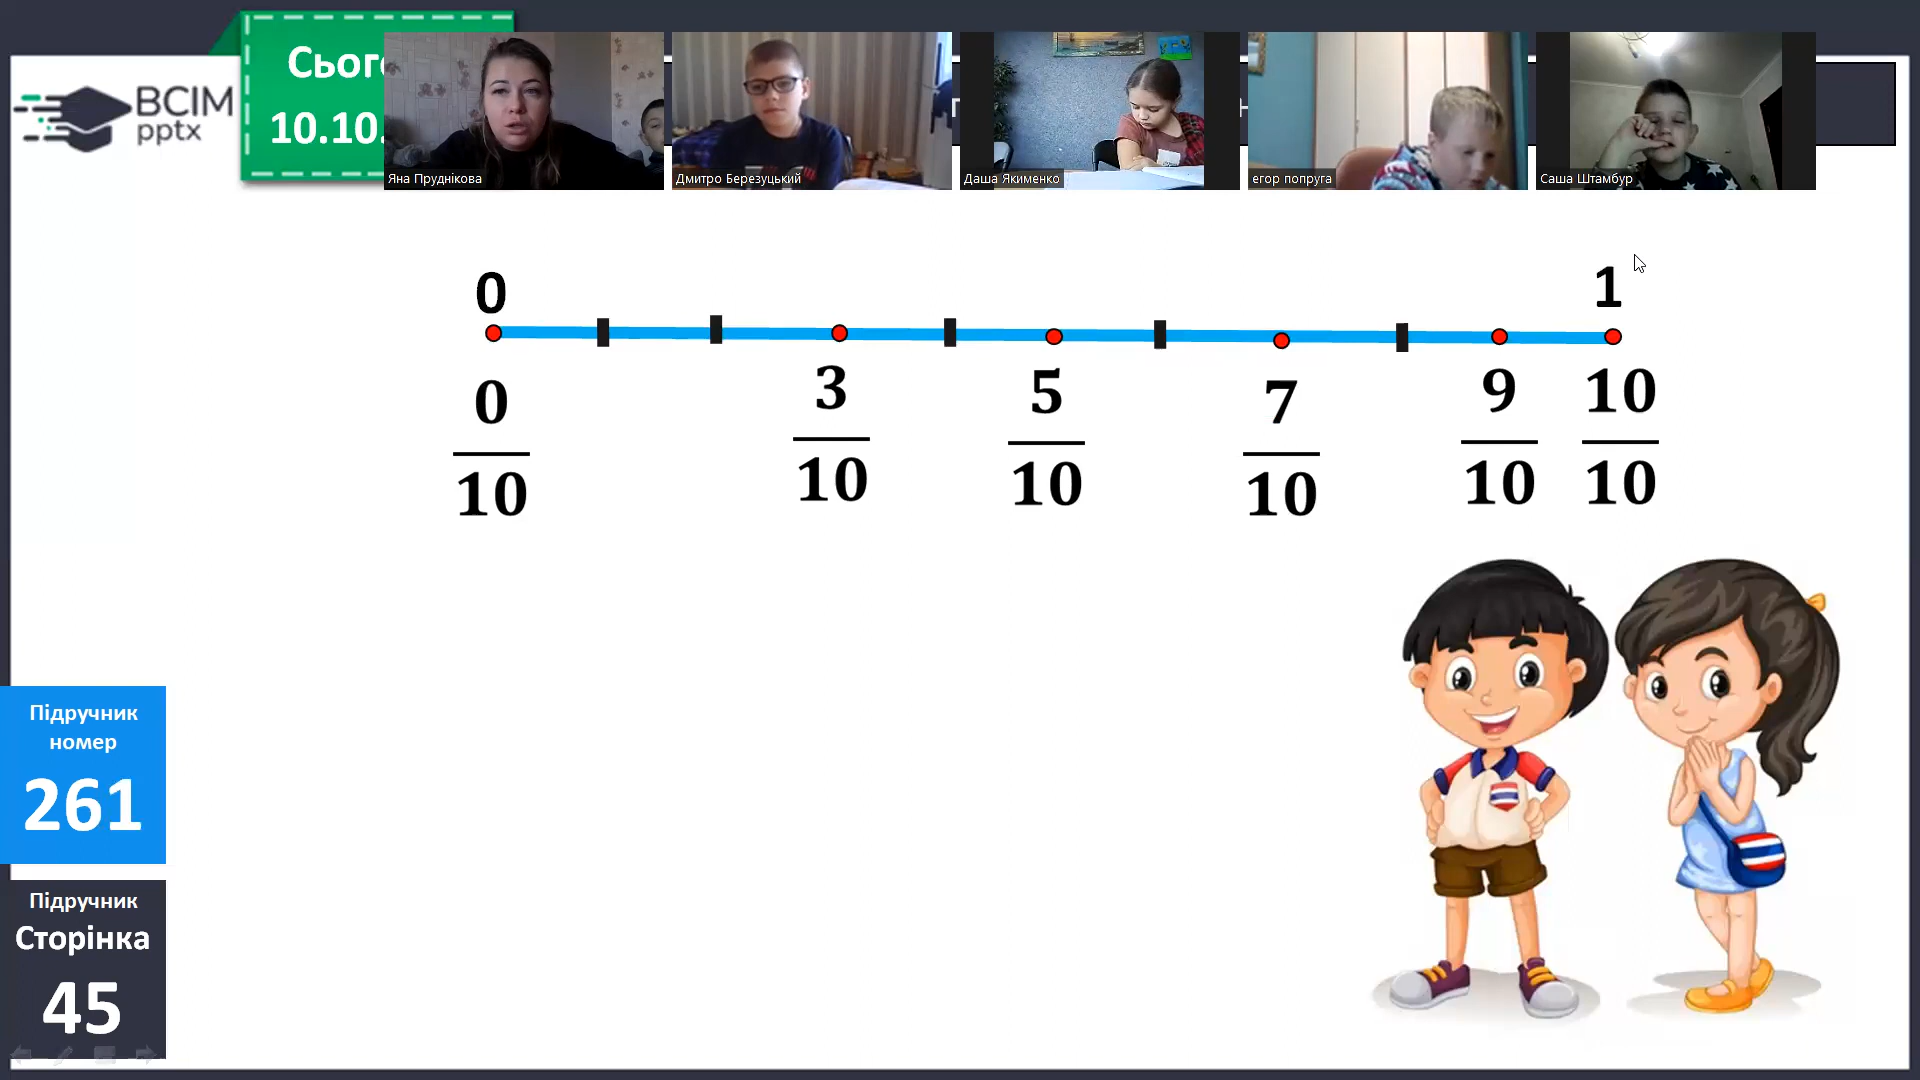 Сього
10.10.
ВСІМ
pptx
Яна Пруднікова
Дмитро Березуцький
Даша Якименко
егор попруга
Саша Штамбур
0
1
0
10
3
10
5
10
7
10
9
10
10
10
Підручник
номер
261
Підручник
Сторінка
45